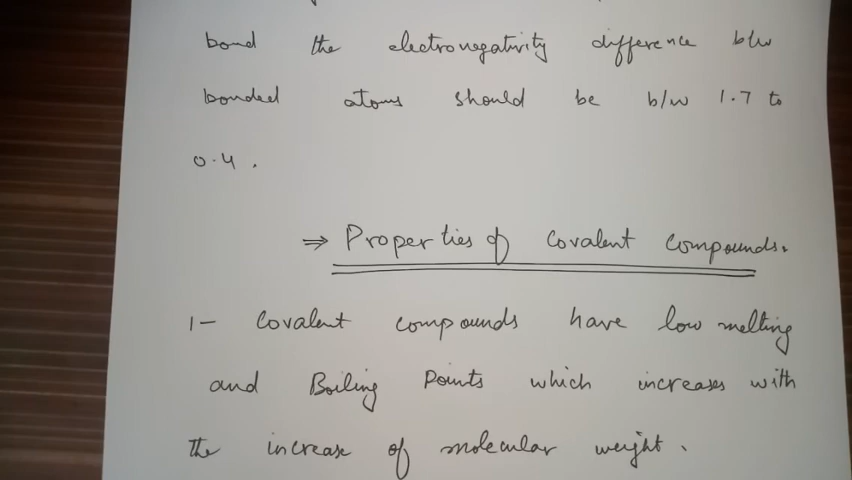 bond the electronegativity difference b/w
bonded atoms should be b/w 1.7 to
0.4.
⇒ Properties of Covalent Compounds.
1- Covalent compounds have low melting
and Boiling Points which increases with
the increase of molecular weight.